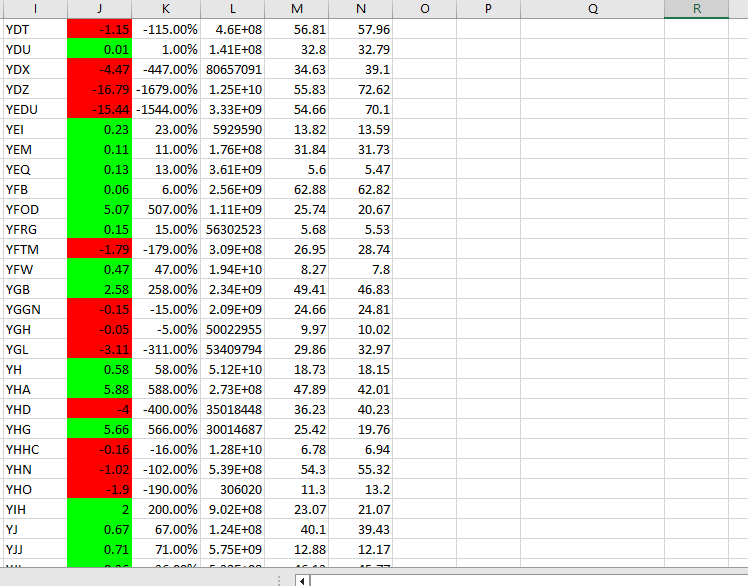 I J K L M N O P Q R
YDT -1.15 -115.00% 4.6E+08 56.81 57.96
YDU 0.01 1.00% 1.41E+08 32.8 32.79
YDX -4.47 -447.00% 80657091 34.63 39.1
YDZ -16.79 -1679.00% 1.25E+10 55.83 72.62
YEDU -15.44 -1544.00% 3.33E+09 54.66 70.1
YEI 0.23 23.00% 5929590 13.82 13.59
YEM 0.11 11.00% 1.76E+08 31.84 31.73
YEQ 0.13 13.00% 3.61E+09 5.6 5.47
YFB 0.06 6.00% 2.56E+09 62.88 62.82
YFOD 5.07 507.00% 1.11E+09 25.74 20.67
YFRG 0.15 15.00% 56302523 5.68 5.53
YFTM -1.79 -179.00% 3.09E+08 26.95 28.74
YFW 0.47 47.00% 1.94E+10 8.27 7.8
YGB 2.58 258.00% 2.34E+09 49.41 46.83
YGGN -0.15 -15.00% 2.09E+09 24.66 24.81
YGH -0.05 -5.00% 50022955 9.97 10.02
YGL -3.11 -311.00% 53409794 29.86 32.97
YH 0.58 58.00% 5.12E+10 18.73 18.15
YHA 5.88 588.00% 2.73E+08 47.89 42.01
YHD -4 -400.00% 35018448 36.23 40.23
YHG 5.66 566.00% 30014687 25.42 19.76
YHHC -0.16 -16.00% 1.28E+10 6.78 6.94
YHN -1.02 -102.00% 5.39E+08 54.3 55.32
YHO -1.9 -190.00% 306020 11.3 13.2
YIH 2 200.00% 9.02E+08 23.07 21.07
YJ 0.67 67.00% 1.24E+08 40.1 39.43
YJJ 0.71 71.00% 5.75E+09 12.88 12.17